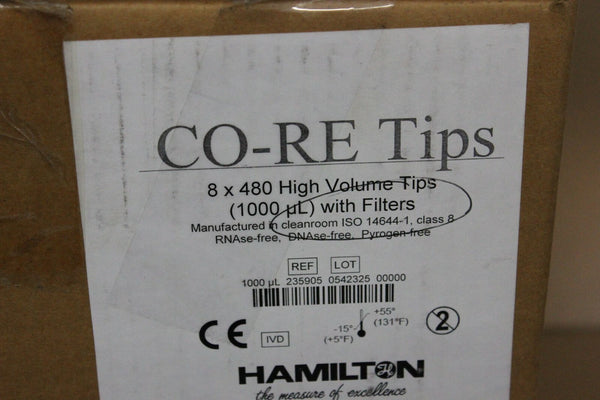 CO-RE Tips
8 x 480 High Volume Tips
(1000 µL) with Filters
Manufactured in cleanroom ISO 14644-1, class 8
RNAse-free, DNAse-free, Pyrogen-free
REF LOT
1000 µL 235905 0542325 00000
CE IVD -15° (+5°F) +55° (131°F) 2
HAMILTON
the measure of excellence